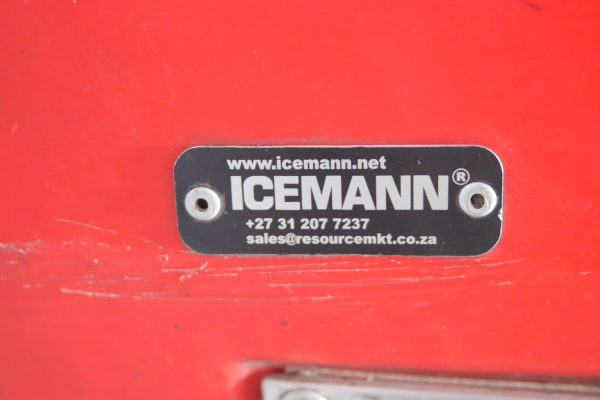 www.icemann.net
ICEMANN®
+27 31 207 7237
sales@resourcemkt.co.za